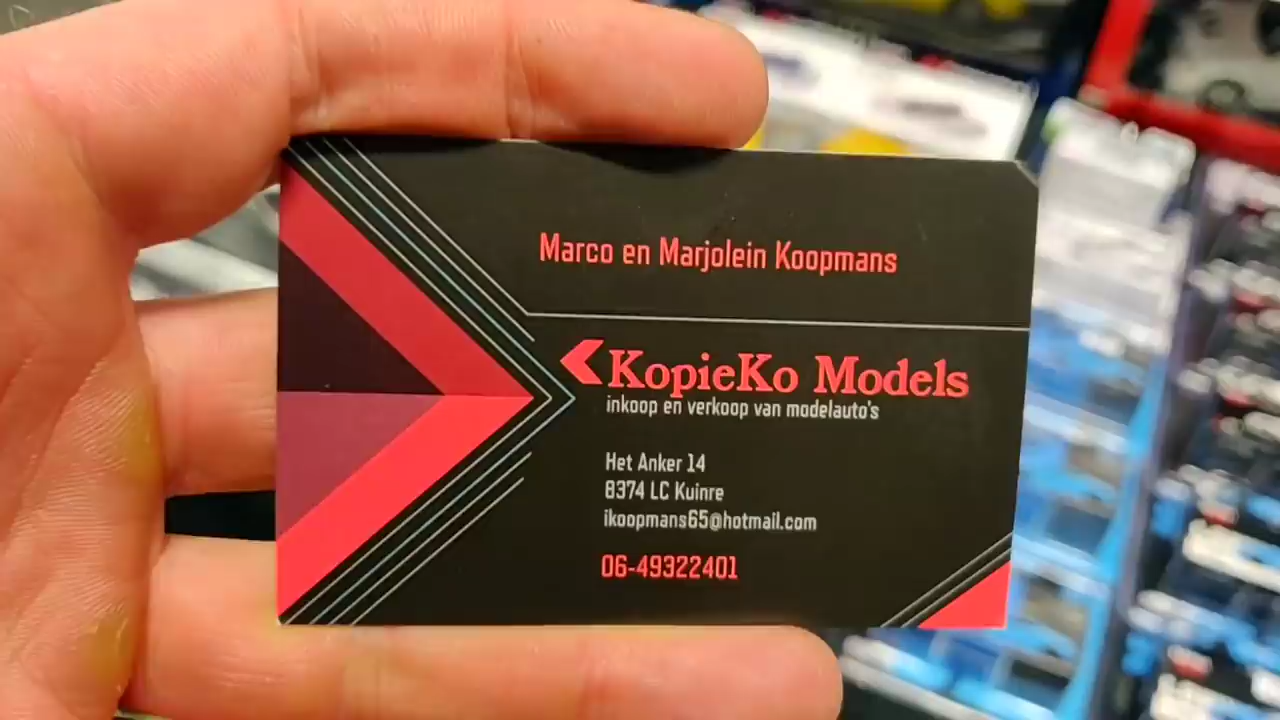 Marco en Marjolein Koopmans
KopieKo Models
inkoop en verkoop van modelauto's
Het Anker 14
8374 LC Kuinre
ikoopmans65@hotmail.com
06-49322401